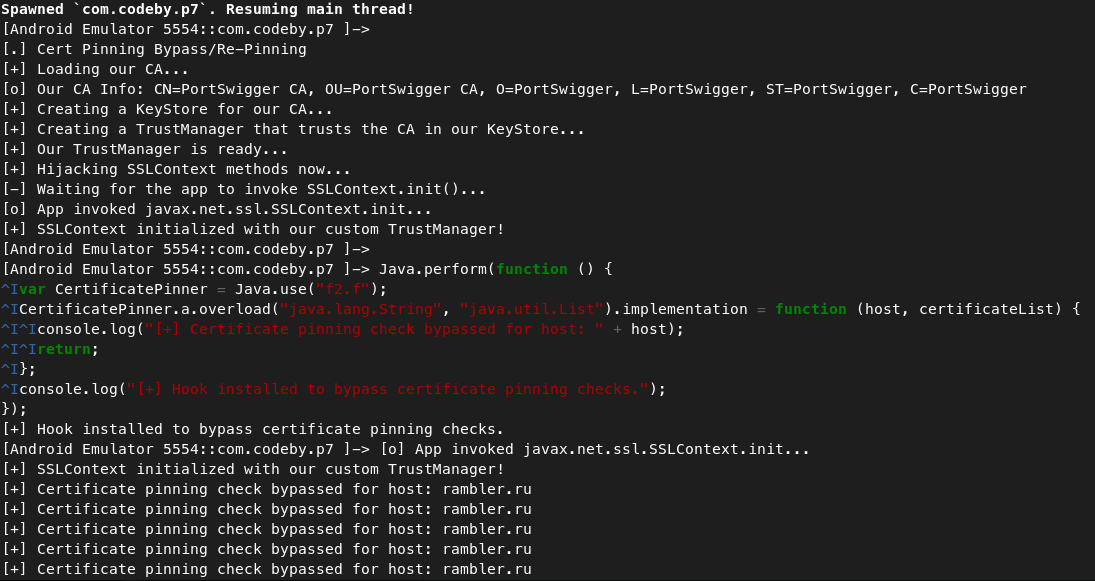 Spawned `com.codeby.p7`. Resuming main thread!
[Android Emulator 5554::com.codeby.p7 ]->
[.] Cert Pinning Bypass/Re-Pinning
[+] Loading our CA...
[o] Our CA Info: CN=PortSwigger CA, OU=PortSwigger CA, O=PortSwigger, L=PortSwigger, ST=PortSwigger, C=PortSwigger
[+] Creating a KeyStore for our CA...
[+] Creating a TrustManager that trusts the CA in our KeyStore...
[+] Our TrustManager is ready...
[+] Hijacking SSLContext methods now...
[-] Waiting for the app to invoke SSLContext.init()...
[o] App invoked javax.net.ssl.SSLContext.init...
[+] SSLContext initialized with our custom TrustManager!
[Android Emulator 5554::com.codeby.p7 ]->
[Android Emulator 5554::com.codeby.p7 ]-> Java.perform(function () {
^Ivar CertificatePinner = Java.use("f2.f");
^ICertificatePinner.a.overload("java.lang.String", "java.util.List").implementation = function (host, certificateList) {
^I^Iconsole.log("[+] Certificate pinning check bypassed for host: " + host);
^I^Ireturn;
^I};
^Iconsole.log("[+] Hook installed to bypass certificate pinning checks.");
});
[+] Hook installed to bypass certificate pinning checks.
[Android Emulator 5554::com.codeby.p7 ]-> [o] App invoked javax.net.ssl.SSLContext.init...
[+] SSLContext initialized with our custom TrustManager!
[+] Certificate pinning check bypassed for host: rambler.ru
[+] Certificate pinning check bypassed for host: rambler.ru
[+] Certificate pinning check bypassed for host: rambler.ru
[+] Certificate pinning check bypassed for host: rambler.ru
[+] Certificate pinning check bypassed for host: rambler.ru